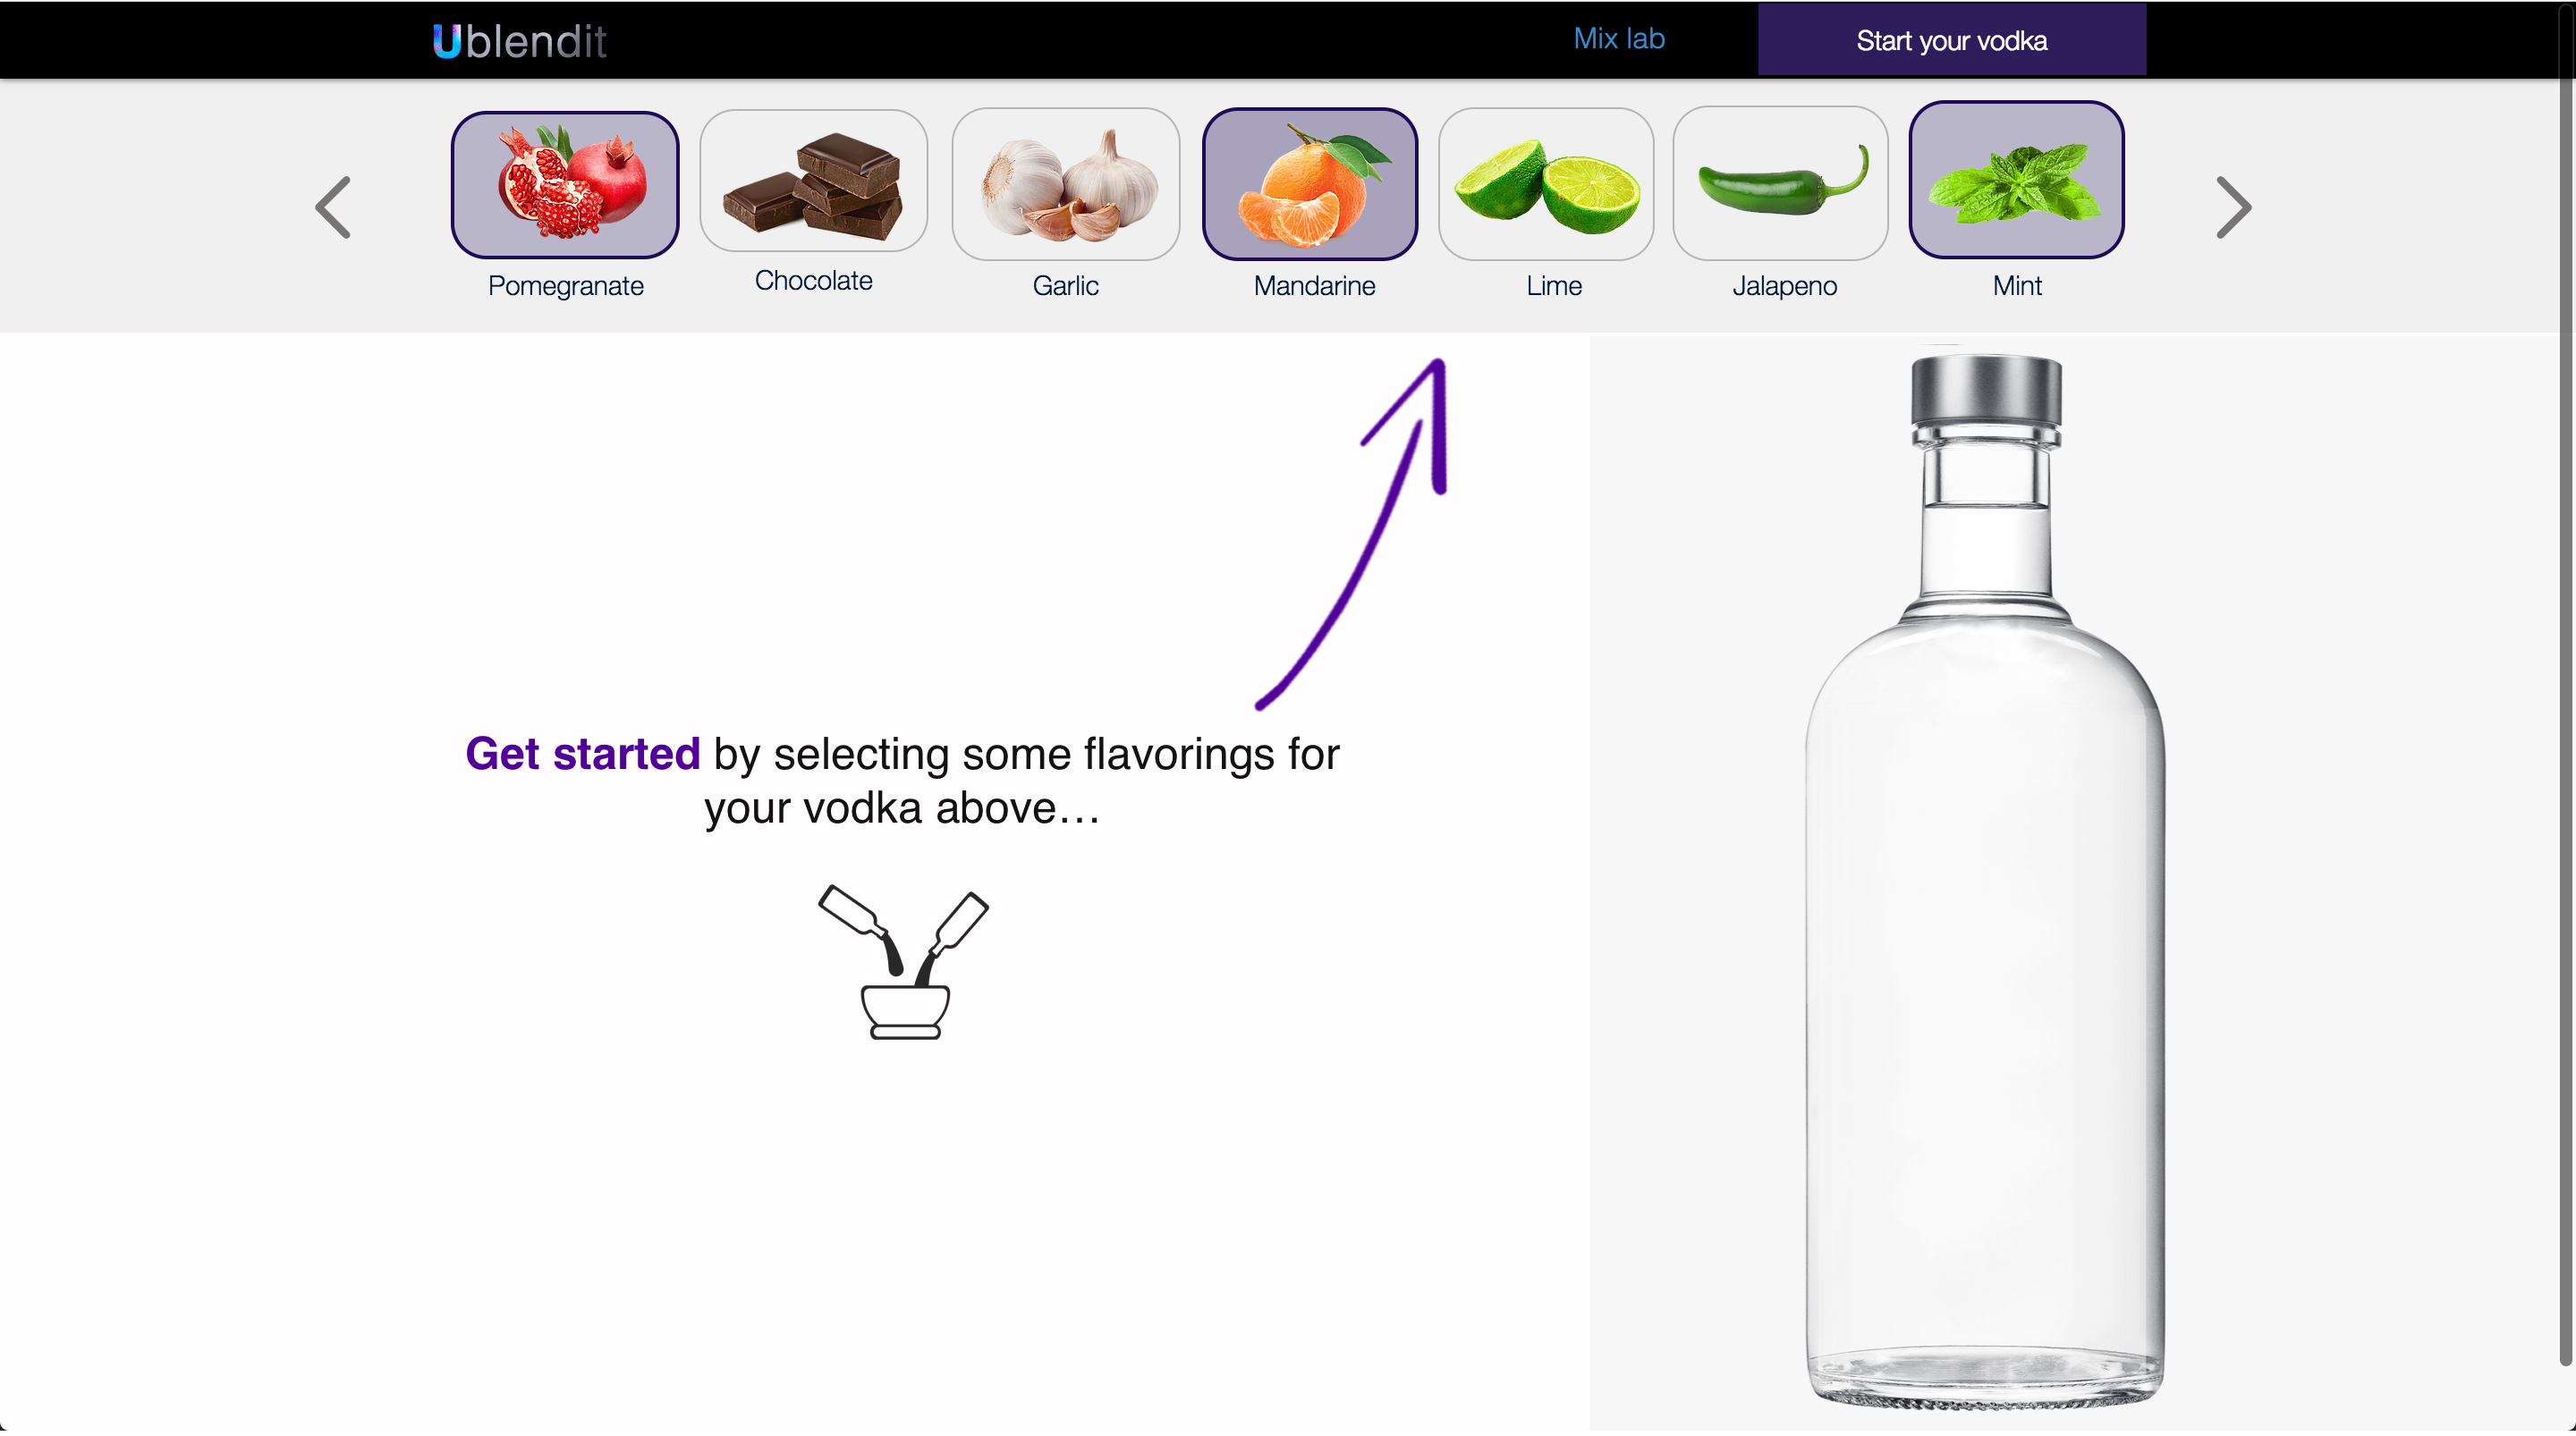 Ublendit
Mix lab
Start your vodka
Pomegranate
Chocolate
Garlic
Mandarine
Lime
Jalapeno
Mint
Get started by selecting some flavorings for
your vodka above…